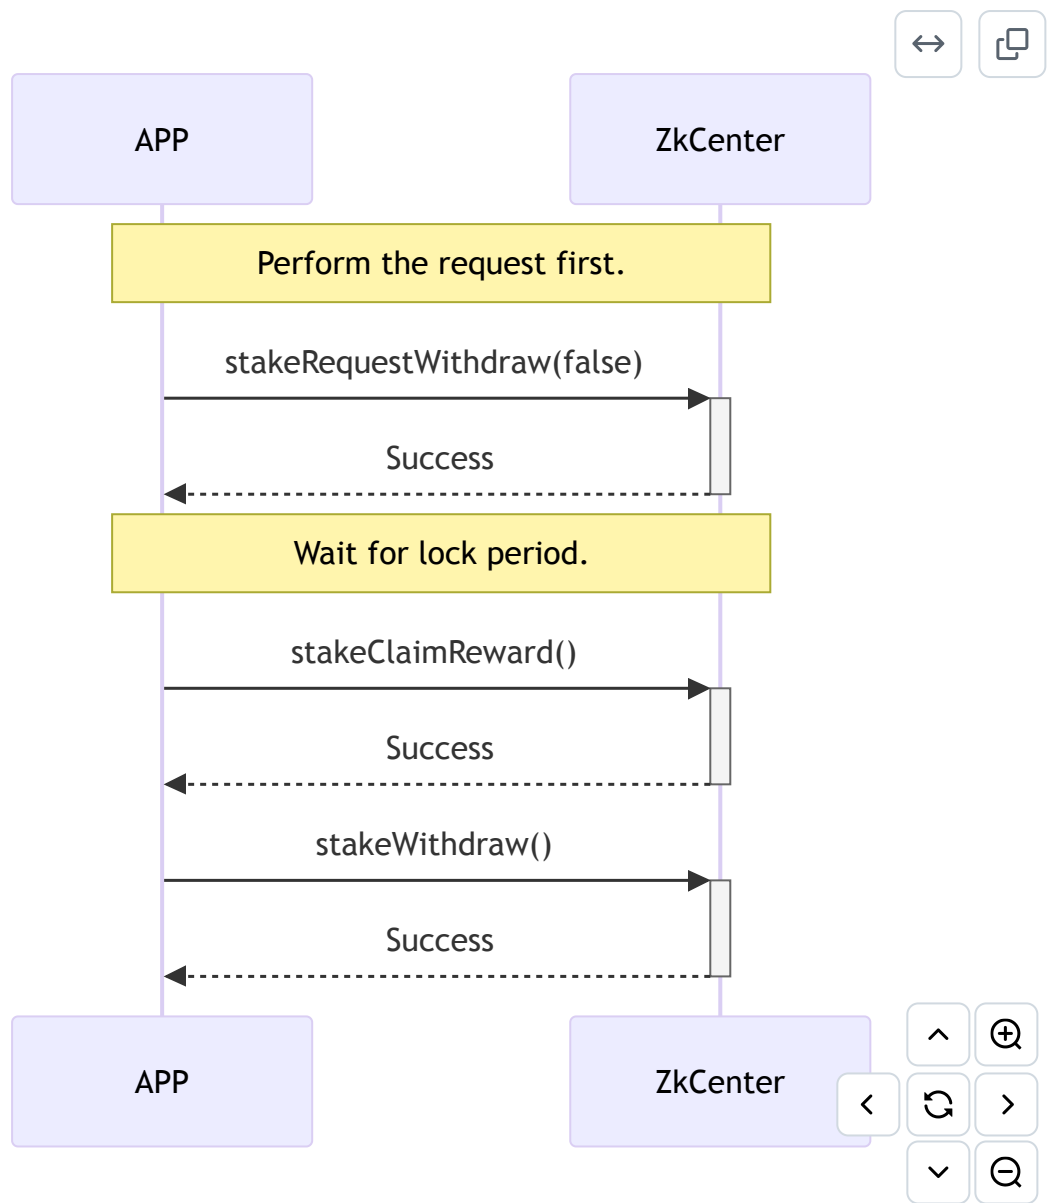 APP
ZkCenter
Perform the request first.
stakeRequestWithdraw(false)
Success
Wait for lock period.
stakeClaimReward()
Success
stakeWithdraw()
Success
APP
ZkCenter